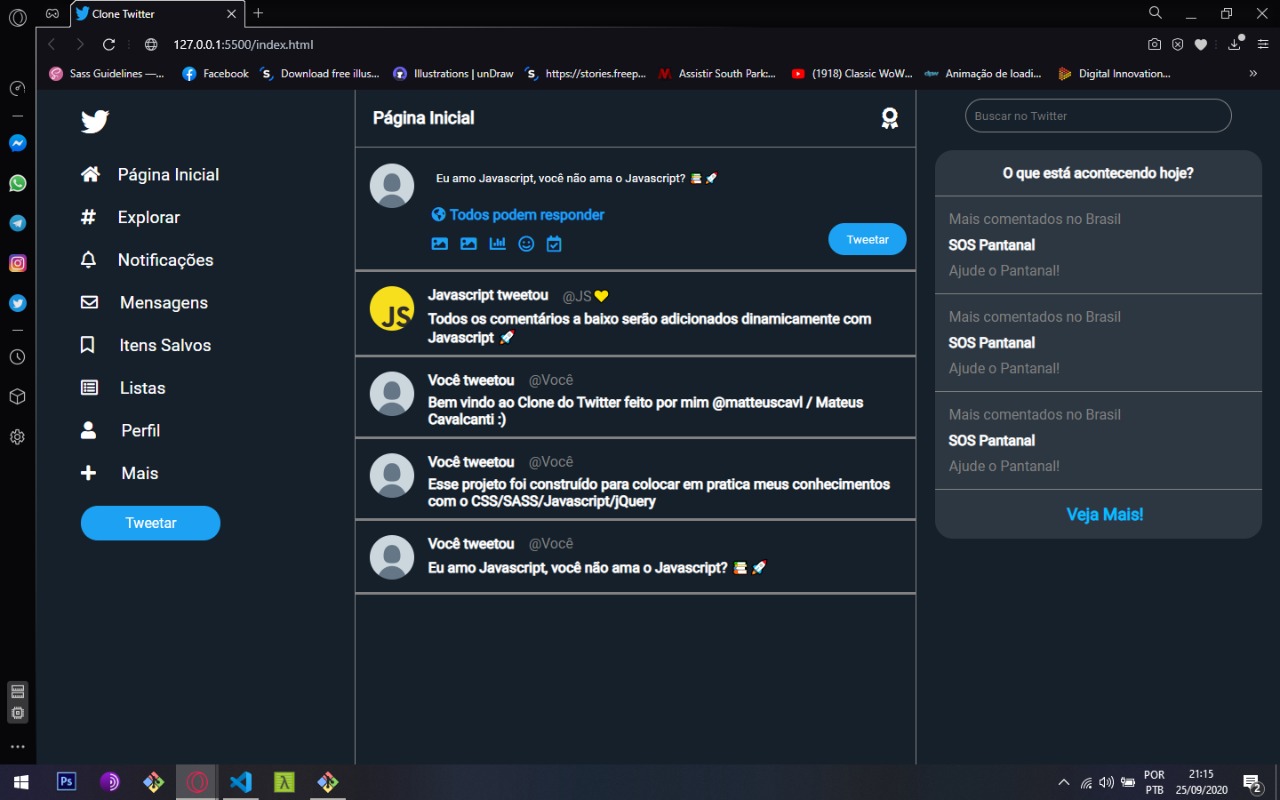 Clone Twitter
127.0.0.1:5500/index.html
Sass Guidelines —...
Facebook
Download free illus...
Illustrations | unDraw
https://stories.freep...
Assistir South Park:...
(1918) Classic WoW...
Animação de loadi...
Digital Innovation...
Página Inicial
Explorar
Notificações
Mensagens
Itens Salvos
Listas
Perfil
Mais
Tweetar
Página Inicial
Eu amo Javascript, você não ama o Javascript? 📚 🚀
Todos podem responder
Tweetar
JS
Javascript tweetou @JS 💛
Todos os comentários a baixo serão adicionados dinamicamente com
Javascript 🚀
Você tweetou @Você
Bem vindo ao Clone do Twitter feito por mim @matteuscavl / Mateus
Cavalcanti :)
Você tweetou @Você
Esse projeto foi construído para colocar em pratica meus conhecimentos
com o CSS/SASS/Javascript/jQuery
Você tweetou @Você
Eu amo Javascript, você não ama o Javascript? 📚 🚀
Buscar no Twitter
O que está acontecendo hoje?
Mais comentados no Brasil
SOS Pantanal
Ajude o Pantanal!
Mais comentados no Brasil
SOS Pantanal
Ajude o Pantanal!
Mais comentados no Brasil
SOS Pantanal
Ajude o Pantanal!
Veja Mais!
Ps
λ
POR
PTB
21:15
25/09/2020
2